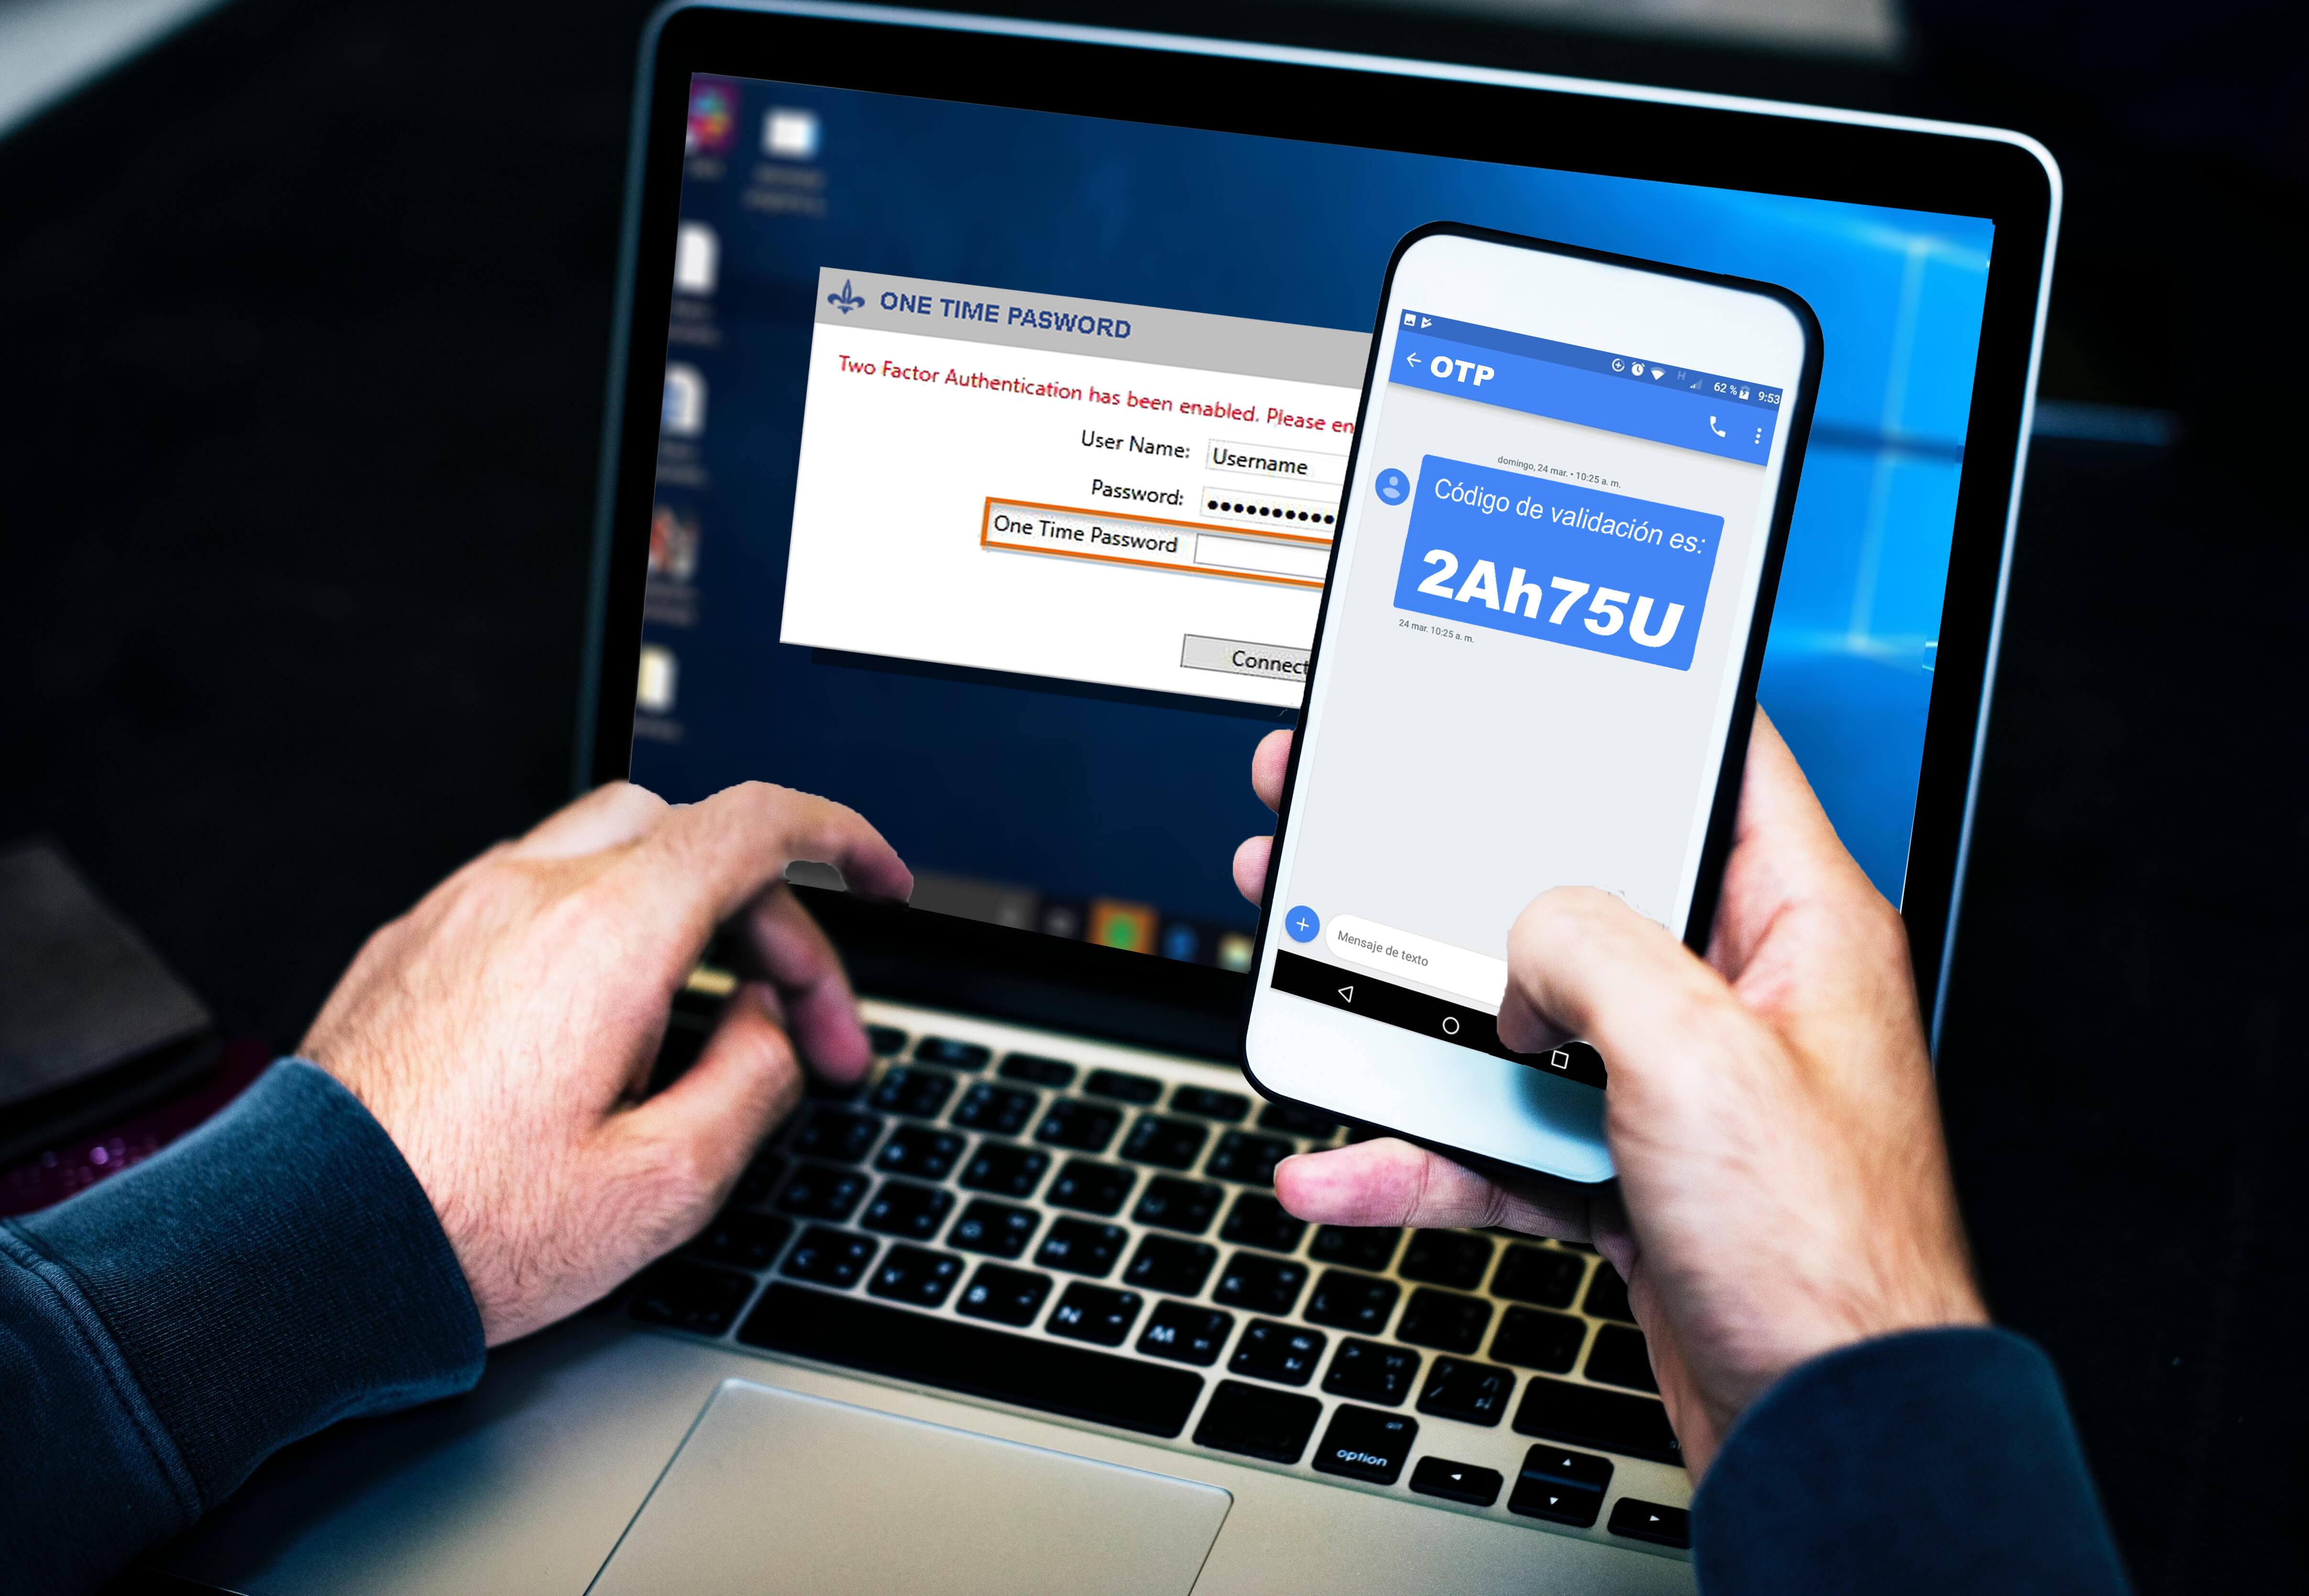 ONE TIME PASWORD
Two Factor Authentication has been enabled. Please en
User Name: Username
Password:
One Time Password
Connect
62 % 9:53
OTP
domingo, 24 mar. • 10:25 a. m.
Código de validación es:
2Ah75U
24 mar. 10:25 a. m.
Mensaje de texto
option